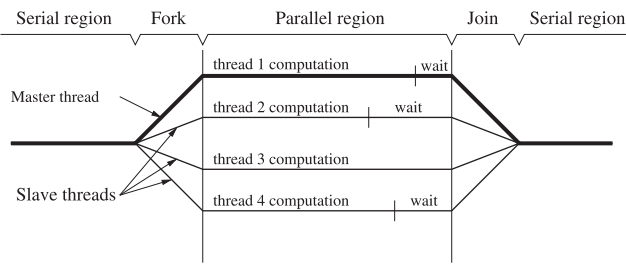 Serial region Fork Parallel region Join Serial region
thread 1 computation wait
Master thread
thread 2 computation wait
thread 3 computation
Slave threads
thread 4 computation wait